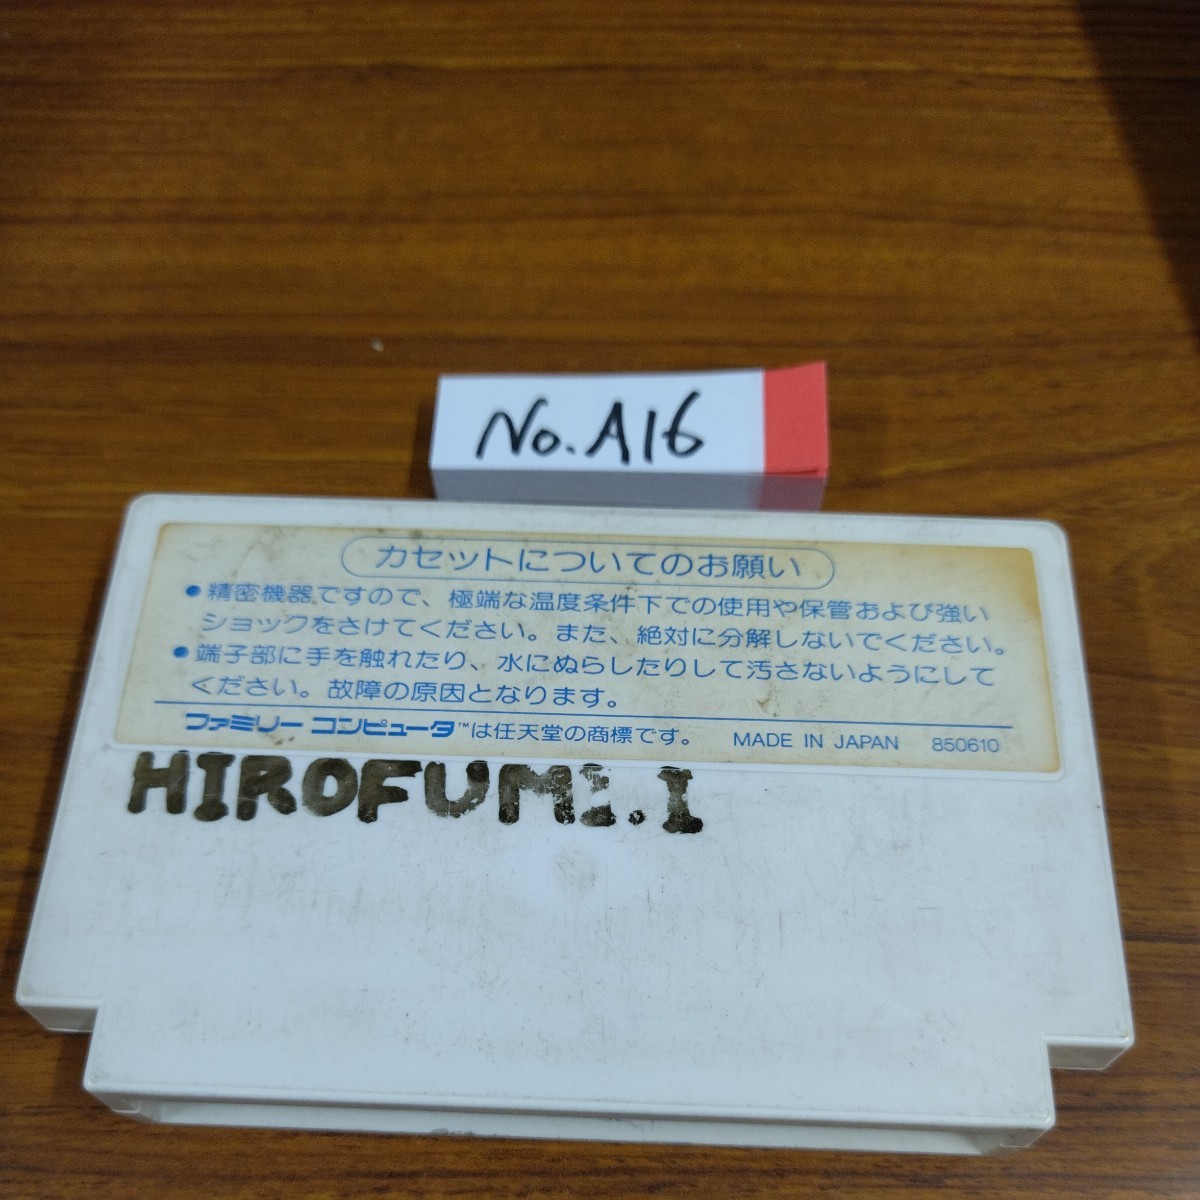 No.A16
カセットについてのお願い
●精密機器ですので、極端な温度条件下での使用や保管および強い
ショックをさけてください。また、絶対に分解しないでください。
●端子部に手を触れたり、水にぬらしたりして汚さないようにして
ください。故障の原因となります。
ファミリー コンピュータ™は任天堂の商標です。 MADE IN JAPAN 850610
HIROFUMI.I